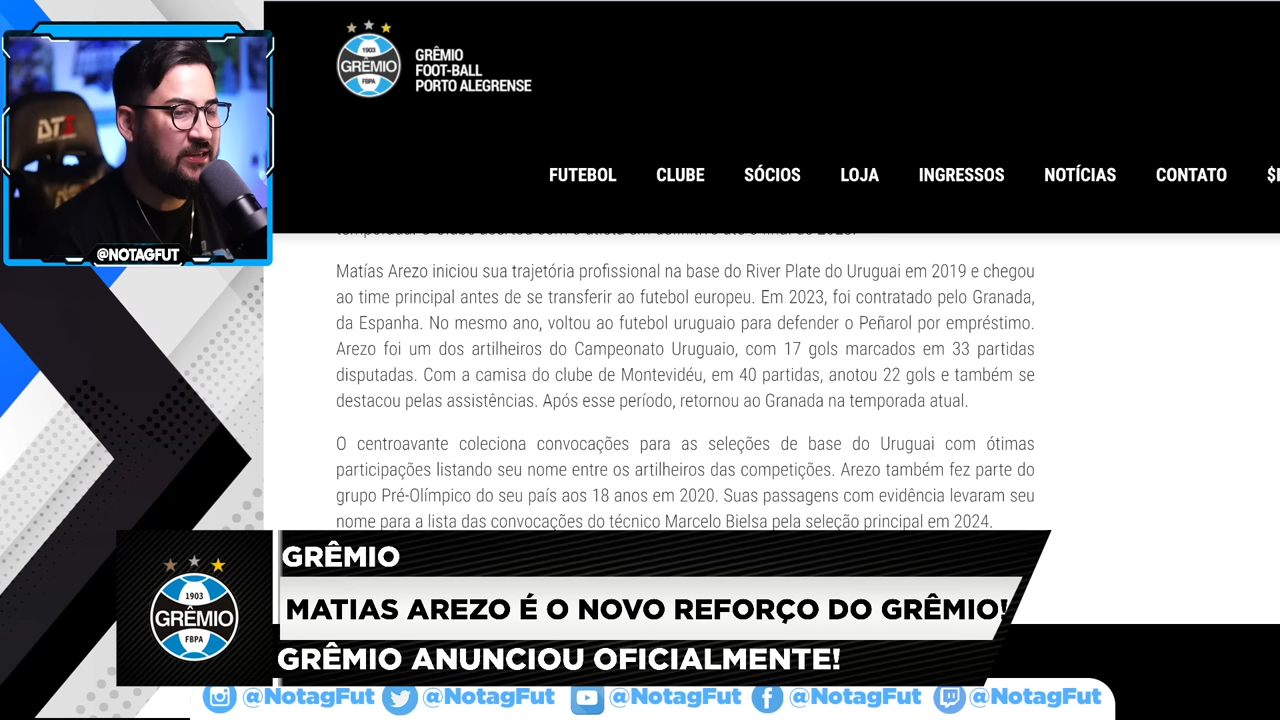 GRÊMIO
FOOT-BALL
PORTO ALEGRENSE
1903
GRÊMIO
FBPA
FUTEBOL CLUBE SÓCIOS LOJA INGRESSOS NOTÍCIAS CONTATO
@NOTAGFUT
Matías Arezo iniciou sua trajetória profissional na base do River Plate do Uruguai em 2019 e chegou
ao time principal antes de se transferir ao futebol europeu. Em 2023, foi contratado pelo Granada,
da Espanha. No mesmo ano, voltou ao futebol uruguaio para defender o Peñarol por empréstimo.
Arezo foi um dos artilheiros do Campeonato Uruguaio, com 17 gols marcados em 33 partidas
disputadas. Com a camisa do clube de Montevidéu, em 40 partidas, anotou 22 gols e também se
destacou pelas assistências. Após esse período, retornou ao Granada na temporada atual.
O centroavante coleciona convocações para as seleções de base do Uruguai com ótimas
participações listando seu nome entre os artilheiros das competições. Arezo também fez parte do
grupo Pré-Olímpico do seu país aos 18 anos em 2020. Suas passagens com evidência levaram seu
nome para a lista das convocações do técnico Marcelo Bielsa pela seleção principal em 2024.
GRÊMIO
1903
GRÊMIO
FBPA
MATIAS AREZO É O NOVO REFORÇO DO GRÊMIO!
GRÊMIO ANUNCIOU OFICIALMENTE!
@NotagFut @NotagFut @NotagFut @NotagFut @NotagFut